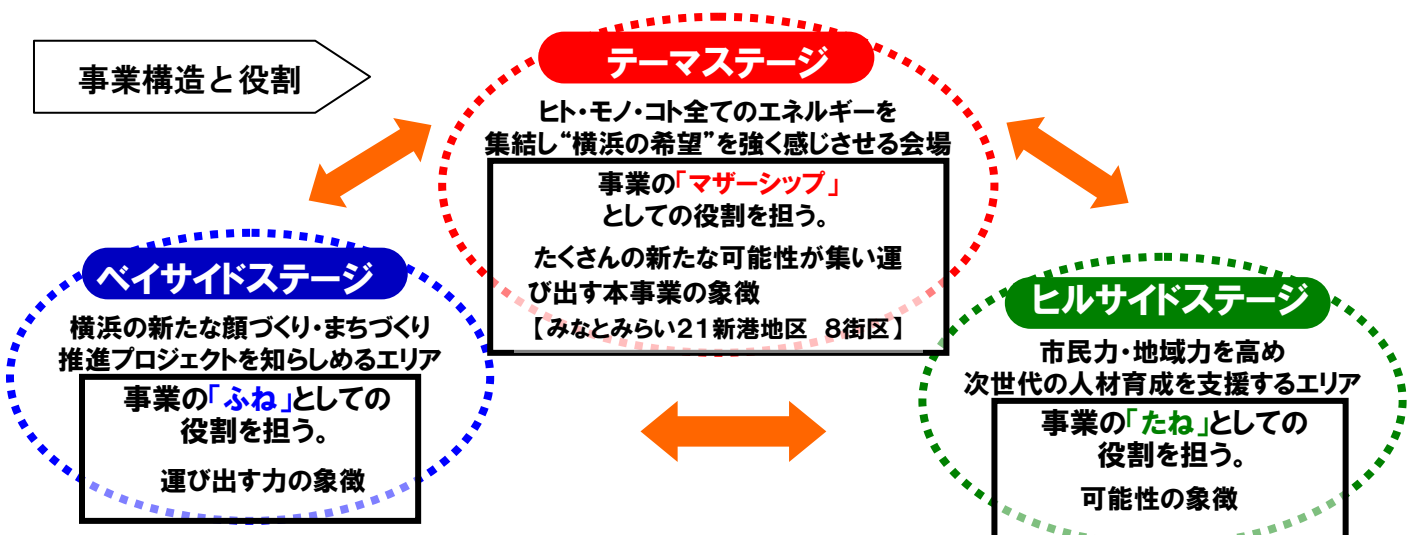 事業構造と役割
テーマステージ
ヒト・モノ・コト全てのエネルギーを
集結し“横浜の希望”を強く感じさせる会場
事業の「マザーシップ」
としての役割を担う。
たくさんの新たな可能性が集い運
び出す本事業の象徴
【みなとみらい２１新港地区 ８街区】
ベイサイドステージ
横浜の新たな顔づくり・まちづくり
推進プロジェクトを知らしめるエリア
事業の「ふね」としての
役割を担う。
運び出す力の象徴
ヒルサイドステージ
市民力・地域力を高め
次世代の人材育成を支援するエリア
事業の「たね」としての
役割を担う。
可能性の象徴